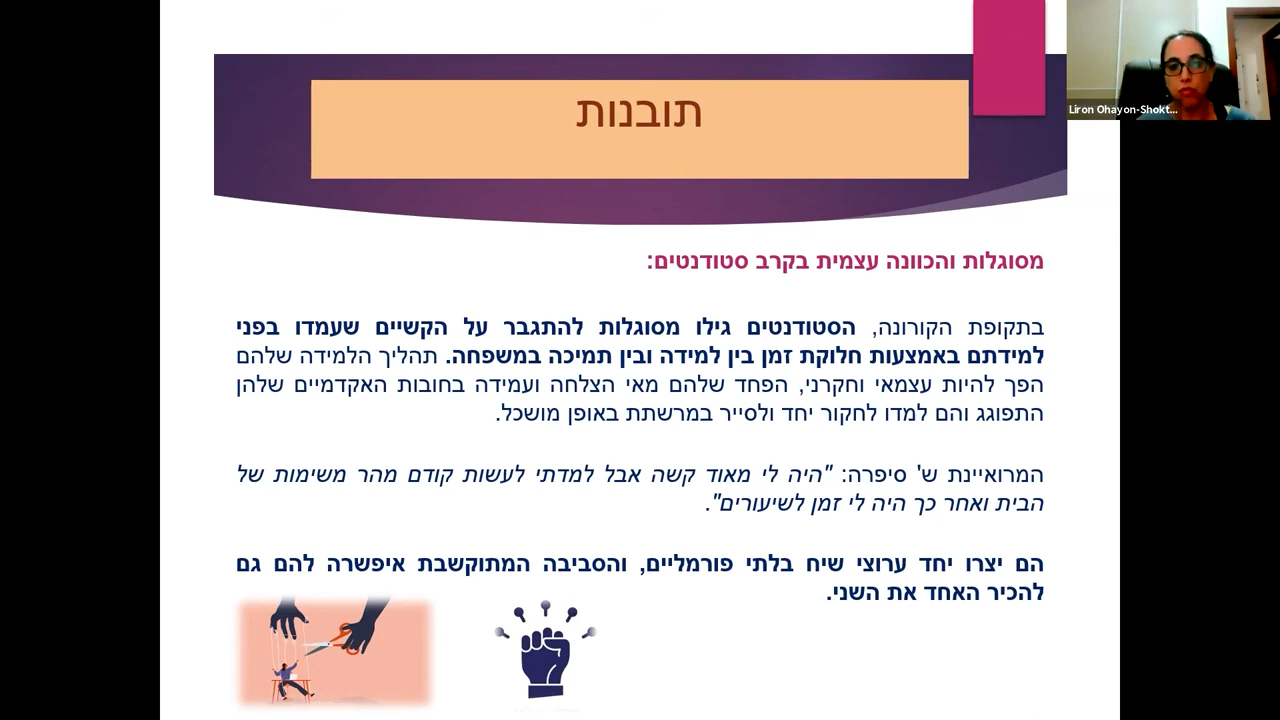 תובנות
Liron Ohayon-Shokt...
מסוגלות והכוונה עצמית בקרב סטודנטים:
בתקופת הקורונה, הסטודנטים גילו מסוגלות להתגבר על הקשיים שעמדו בפני
למידתם באמצעות חלוקת זמן בין למידה ובין תמיכה במשפחה. תהליך הלמידה שלהם
הפך להיות עצמאי וחקרני, הפחד שלהם מאי הצלחה ועמידה בחובות האקדמיים שלהן
התפוגג והם למדו לחקור יחד ולסייר במרשתת באופן מושכל.
המרואיינת ש' סיפרה: "היה לי מאוד קשה אבל למדתי לעשות קודם מהר משימות של
הבית ואחר כך היה לי זמן לשיעורים".
הם יצרו יחד ערוצי שיח בלתי פורמליים, והסביבה המתוקשבת איפשרה להם גם
להכיר האחד את השני.